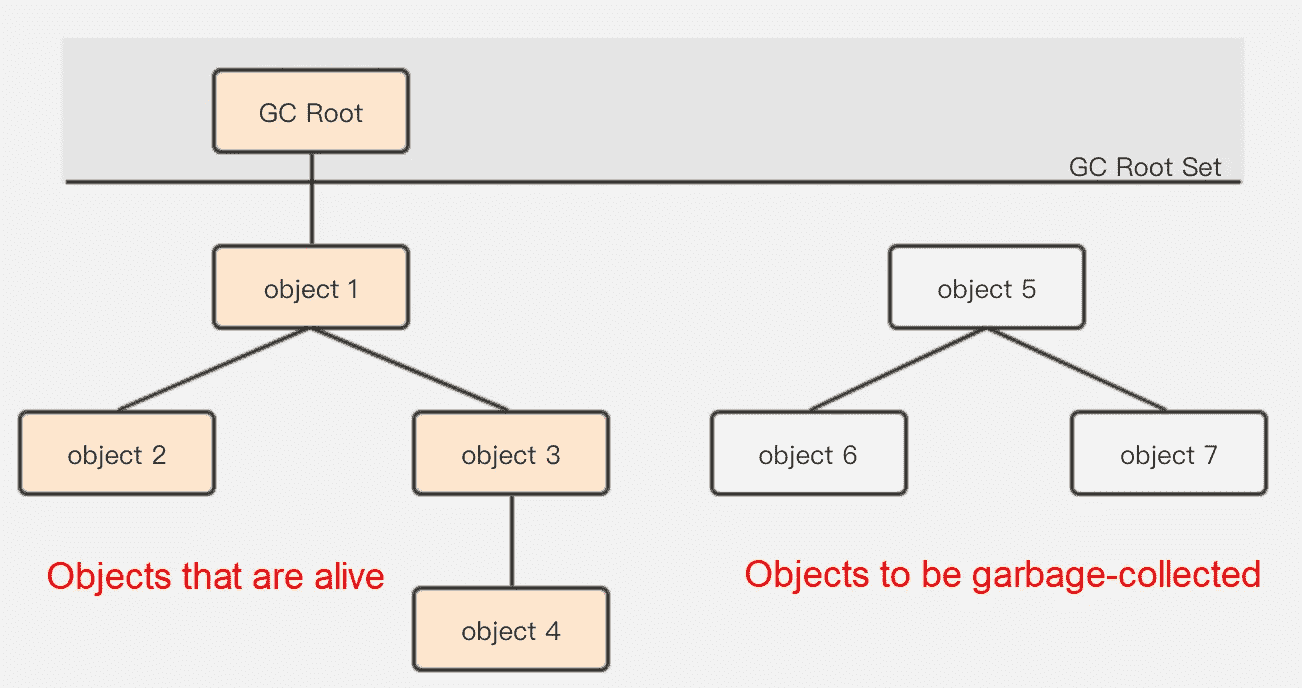 GC Root
GC Root Set
object 1
object 5
object 2
object 3
object 6
object 7
Objects that are alive
Objects to be garbage-collected
object 4